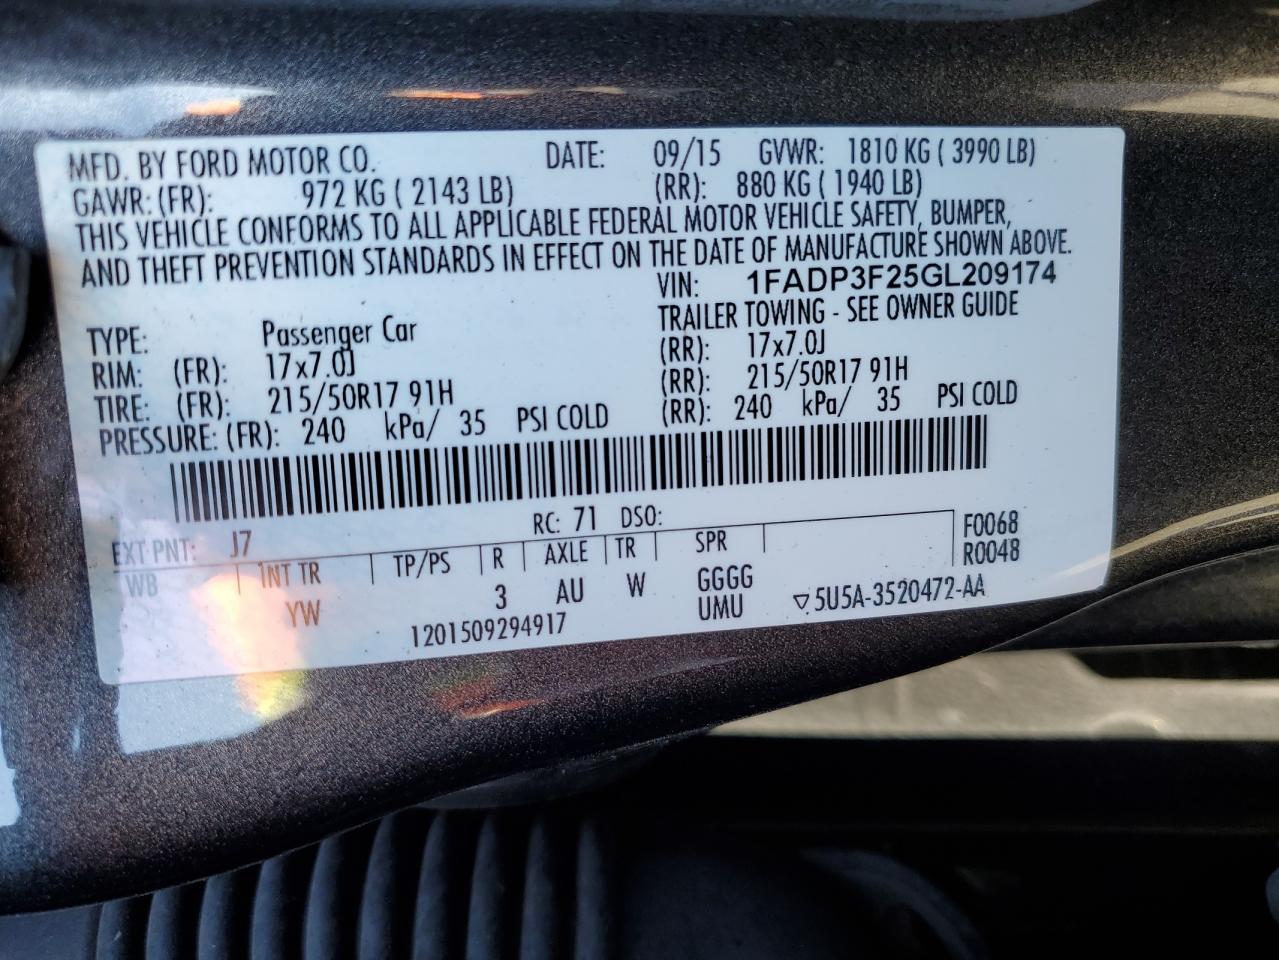 MFD. BY FORD MOTOR CO. DATE: 09/15 GVWR: 1810 KG ( 3990 LB)
GAWR: (FR): 972 KG ( 2143 LB) (RR): 880 KG ( 1940 LB)
THIS VEHICLE CONFORMS TO ALL APPLICABLE FEDERAL MOTOR VEHICLE SAFETY, BUMPER,
AND THEFT PREVENTION STANDARDS IN EFFECT ON THE DATE OF MANUFACTURE SHOWN ABOVE.
VIN: 1FADP3F25GL209174
TYPE: Passenger Car TRAILER TOWING - SEE OWNER GUIDE
RIM: (FR): 17x7.0J (RR): 17x7.0J
TIRE: (FR): 215/50R17 91H (RR): 215/50R17 91H
PRESSURE: (FR): 240 kPa/ 35 PSI COLD (RR): 240 kPa/ 35 PSI COLD
EXT PNT: J7 RC: 71 DSO: F0068
WB | INT TR | TP/PS | R | AXLE | TR | SPR | R0048
YW 3 AU W GGGG
UMU ▽5U5A-3520472-AA
1201509294917